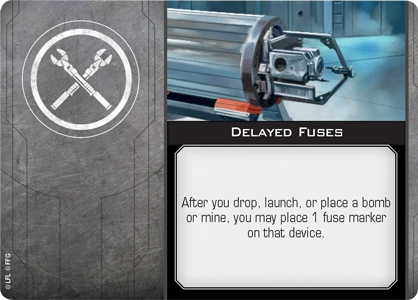 DELAYED FUSES
After you drop, launch, or place a bomb
or mine, you may place 1 fuse marker
on that device.
© LFL © FFG